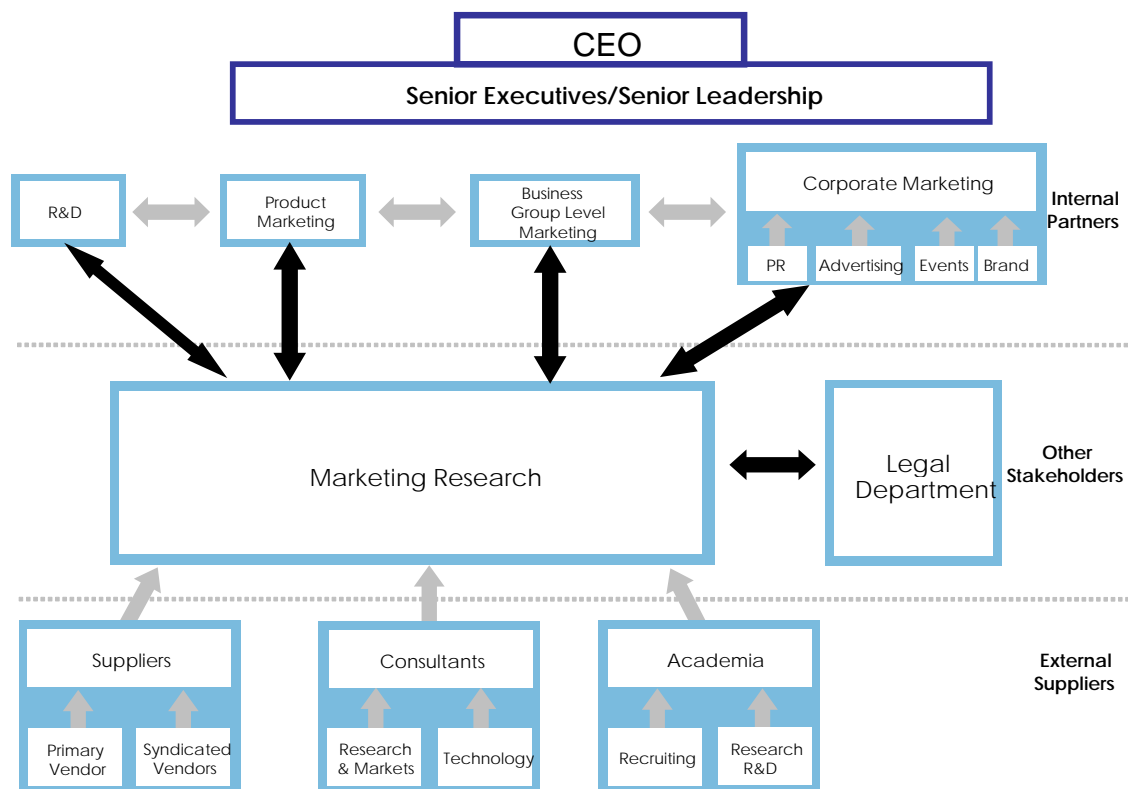 CEO
Senior Executives/Senior Leadership
R&D
Product
Marketing
Business
Group Level
Marketing
Corporate Marketing
PR
Advertising
Events
Brand
Internal
Partners
Marketing Research
Legal
Department
Other
Stakeholders
Suppliers
Primary
Vendor
Syndicated
Vendors
Consultants
Research
& Markets
Technology
Academia
Recruiting
Research
R&D
External
Suppliers